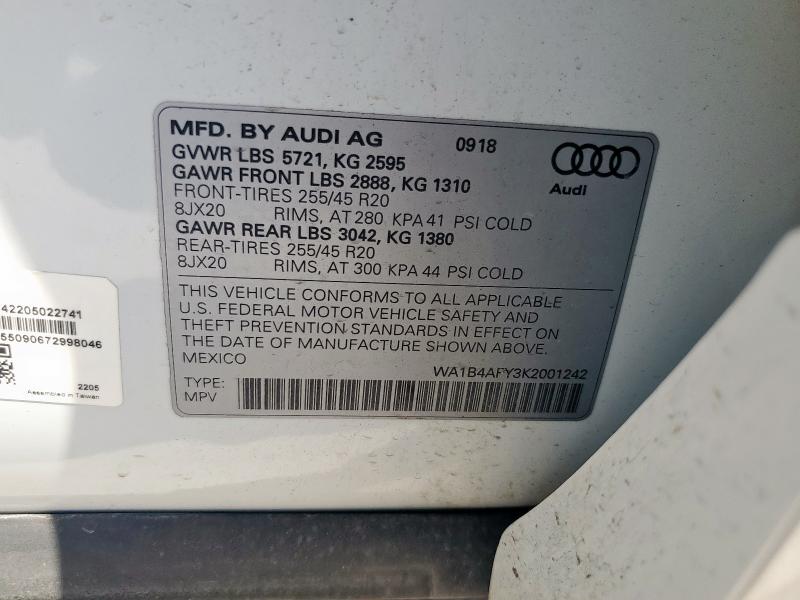 MFD. BY AUDI AG 0918
GVWR LBS 5721, KG 2595
GAWR FRONT LBS 2888, KG 1310
Audi
FRONT-TIRES 255/45 R20
8JX20 RIMS, AT 280 KPA 41 PSI COLD
GAWR REAR LBS 3042, KG 1380
REAR-TIRES 255/45 R20
8JX20 RIMS, AT 300 KPA 44 PSI COLD
THIS VEHICLE CONFORMS TO ALL APPLICABLE
U.S. FEDERAL MOTOR VEHICLE SAFETY AND
THEFT PREVENTION STANDARDS IN EFFECT ON
THE DATE OF MANUFACTURE SHOWN ABOVE.
MEXICO
WA1B4AFY3K2001242
TYPE:
MPV
42205022741
55090672998046
2205
Assembled in Taiwan